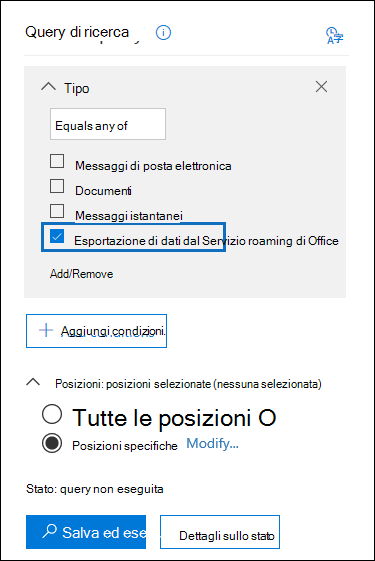 Query di ricerca
Tipo
Equals any of
Messaggi di posta elettronica
Documenti
Messaggi istantanei
Esportazione di dati dal Servizio roaming di Office
Add/Remove
Aggiungi condizioni.
Posizioni: posizioni selezionate (nessuna selezionata)
Tutte le posizioni O
Posizioni specifiche Modify...
Stato: query non eseguita
Salva ed ese
Dettagli sullo stato